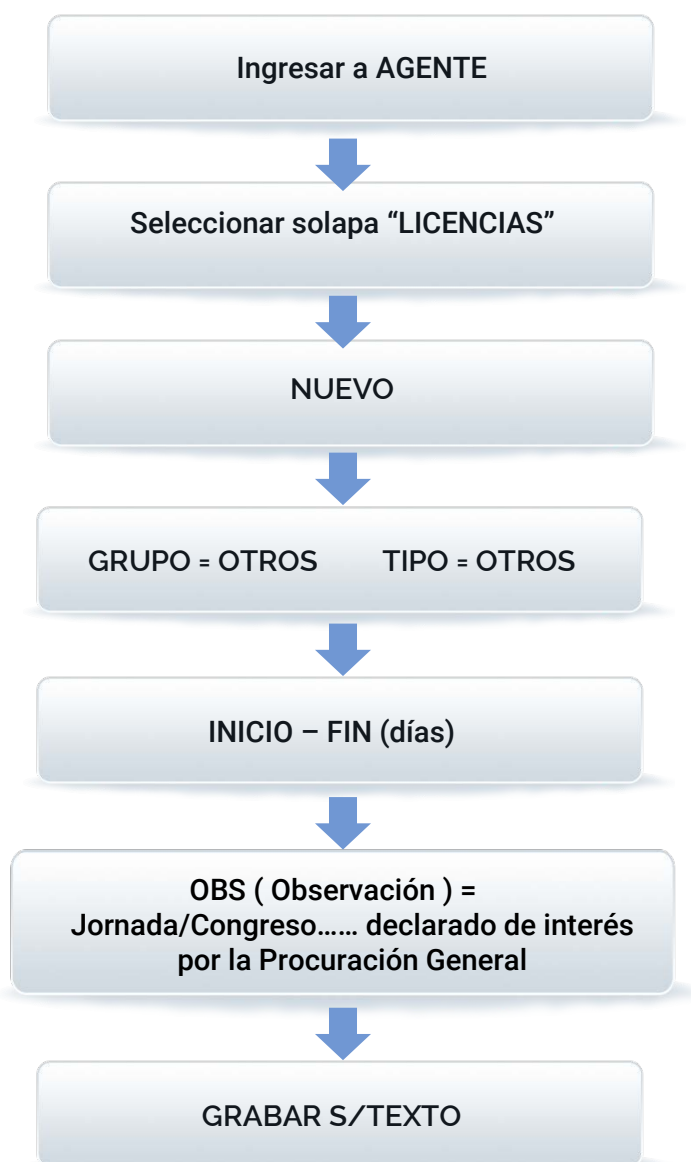 Ingresar a AGENTE
Seleccionar solapa “LICENCIAS”
NUEVO
GRUPO = OTROS TIPO = OTROS
INICIO – FIN (días)
OBS ( Observación ) =
Jornada/Congreso…… declarado de interés
por la Procuración General
GRABAR S/TEXTO